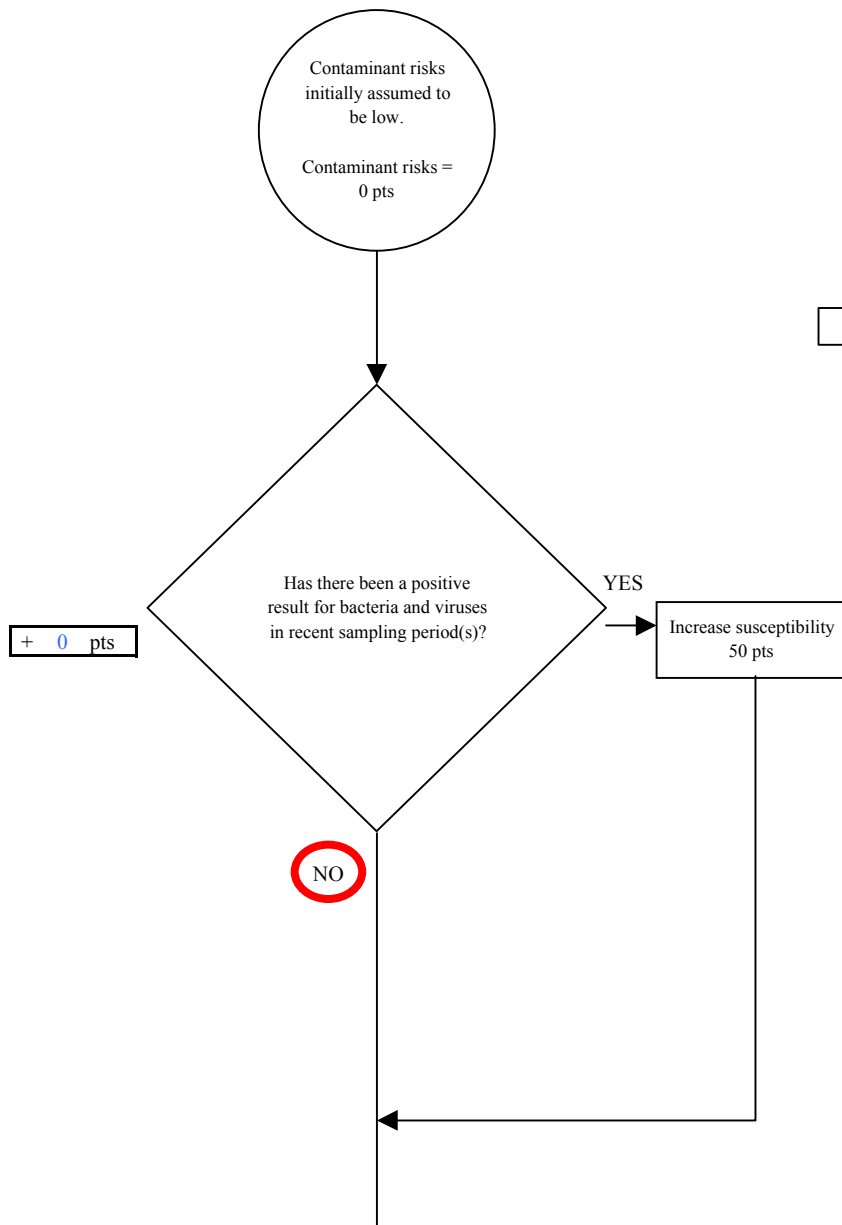 Contaminant risks
initially assumed to
be low.
Contaminant risks =
0 pts
Has there been a positive
result for bacteria and viruses
in recent sampling period(s)?
YES
Increase susceptibility
50 pts
+ 0 pts
NO